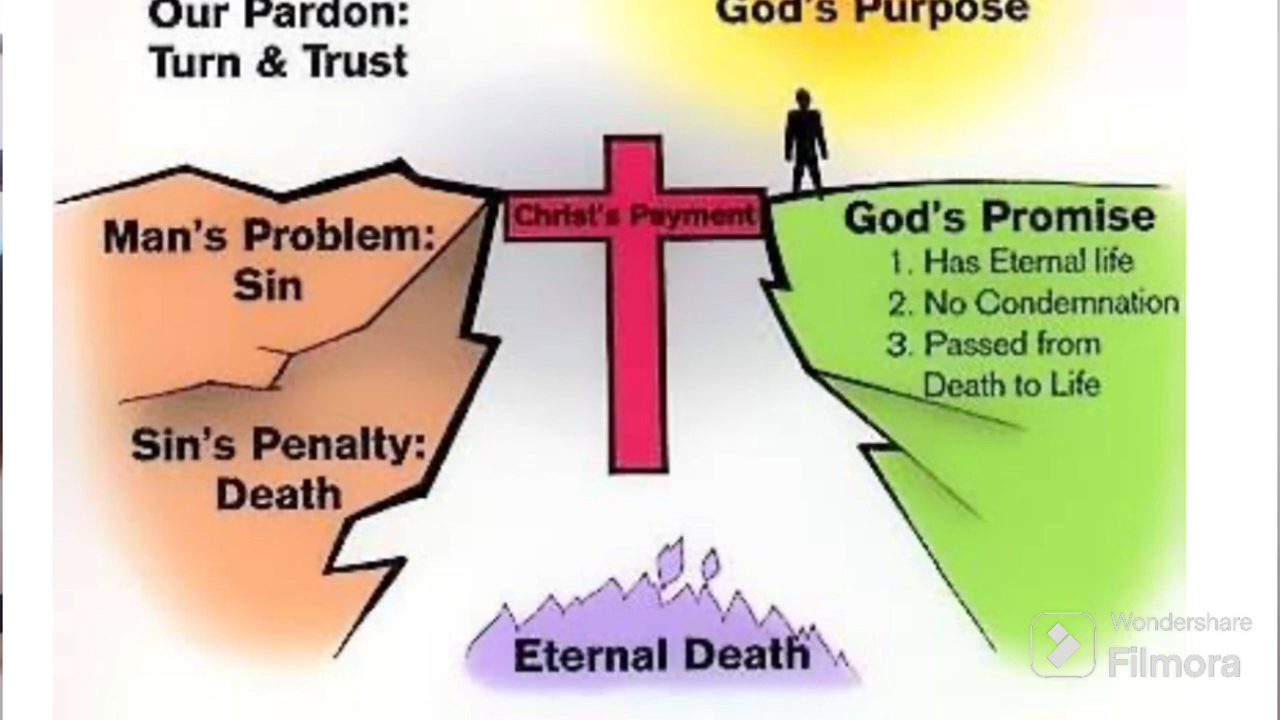 Our Pardon:
Turn & Trust
God's Purpose
Christ's Payment
Man's Problem:
Sin
Sin's Penalty:
Death
God's Promise
1. Has Eternal life
2. No Condemnation
3. Passed from
Death to Life
Eternal Death
Wondershare
Filmora